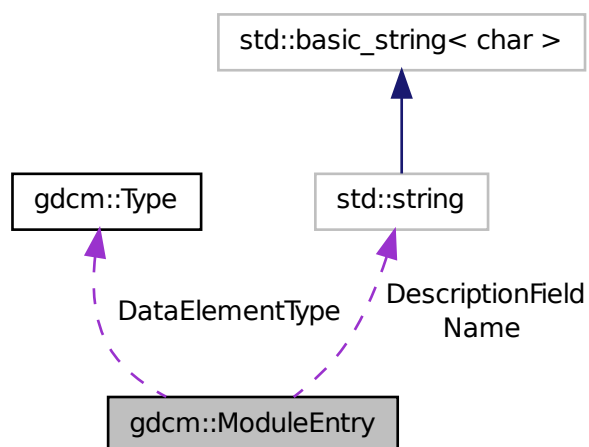 std::basic_string< char >
gdcm::Type
std::string
DataElementType
DescriptionField
Name
gdcm::ModuleEntry